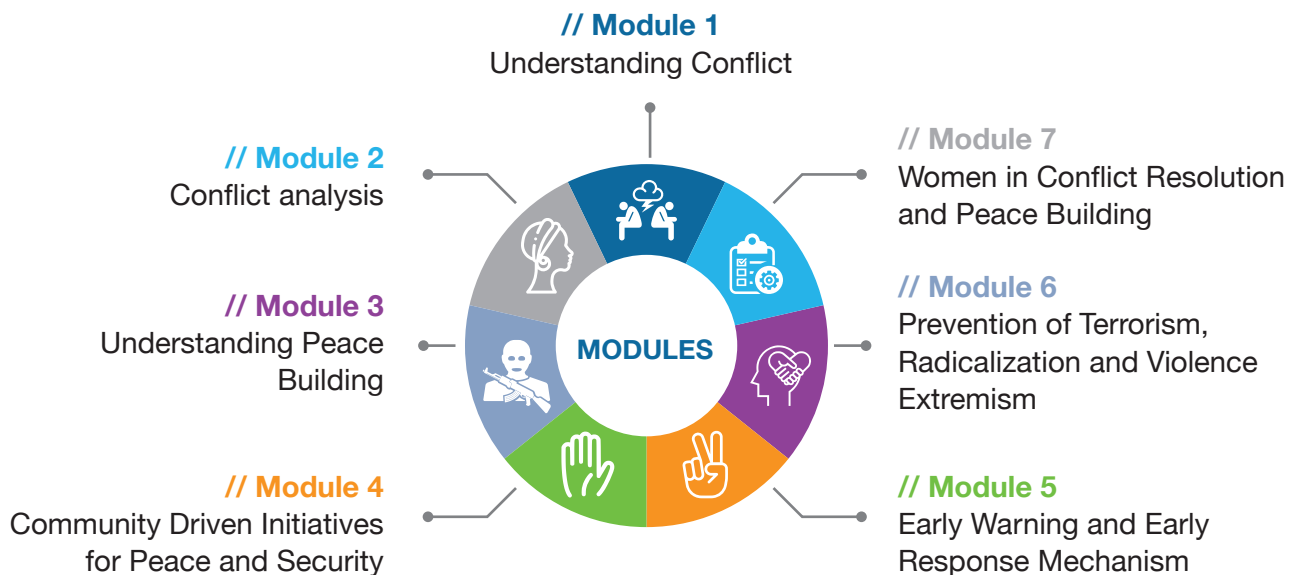 // Module 1
Understanding Conflict
// Module 2
Conflict analysis
// Module 3
Understanding Peace
Building
// Module 4
Community Driven Initiatives
for Peace and Security
MODULES
// Module 7
Women in Conflict Resolution
and Peace Building
// Module 6
Prevention of Terrorism,
Radicalization and Violence
Extremism
// Module 5
Early Warning and Early
Response Mechanism